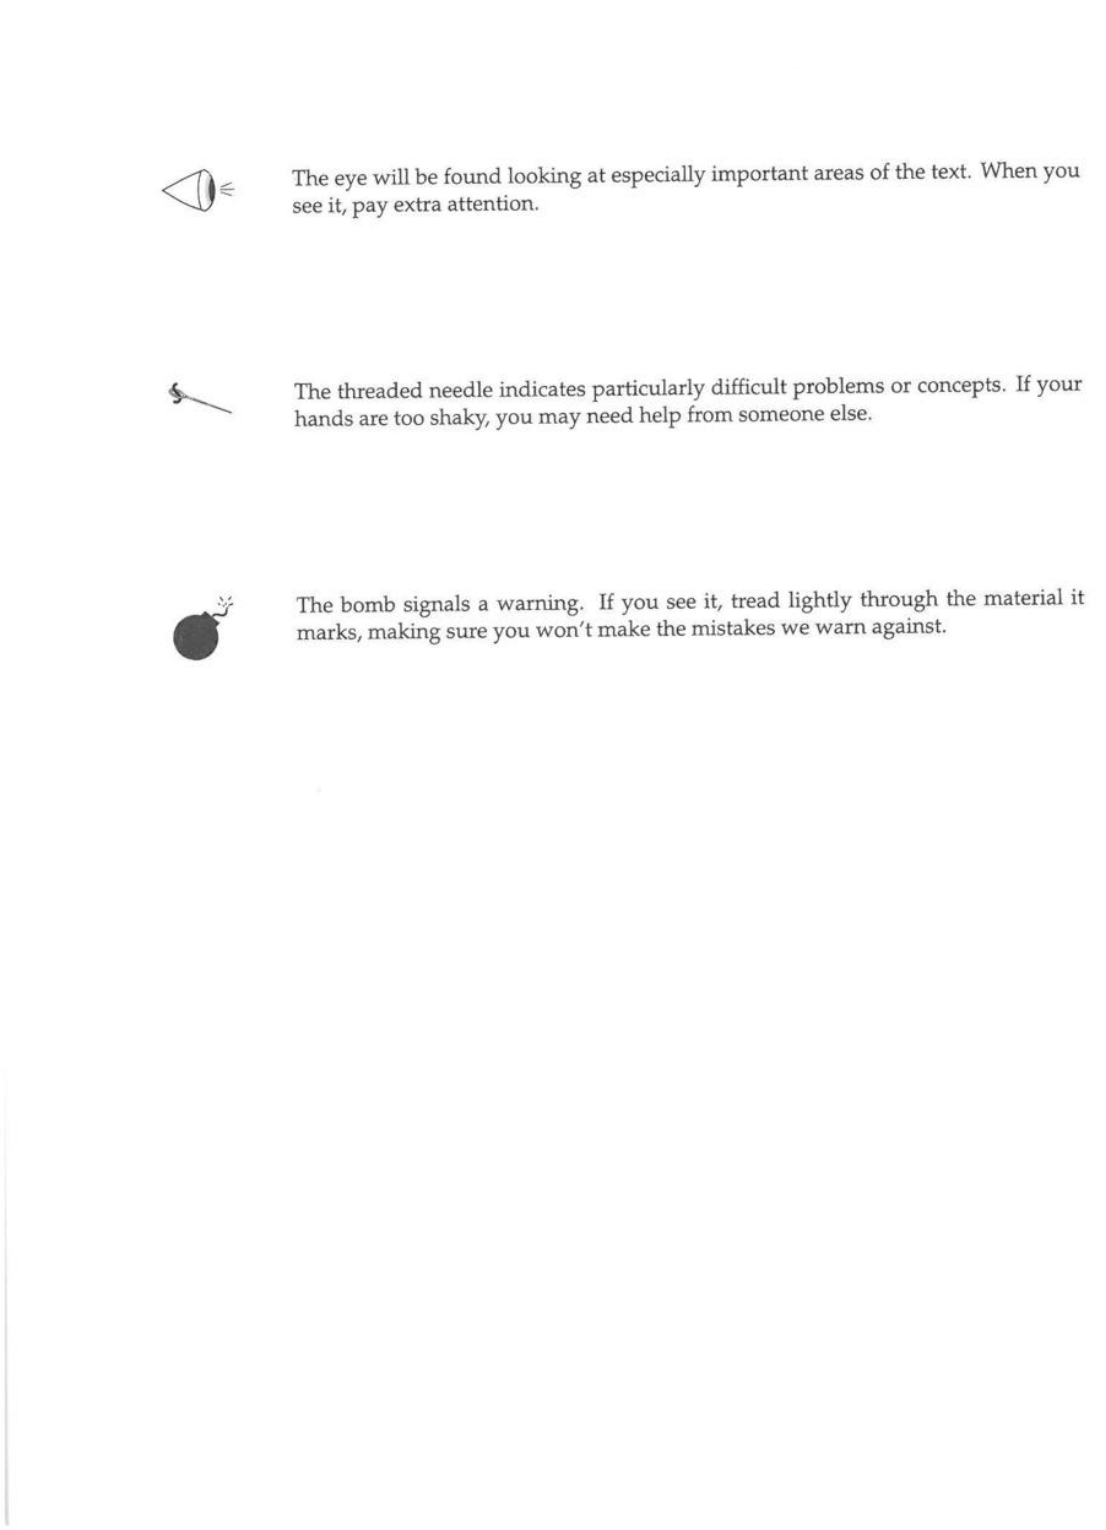 The eye will be found looking at especially important areas of the text. When you
see it, pay extra attention.
The threaded needle indicates particularly difficult problems or concepts. If your
hands are too shaky, you may need help from someone else.
The bomb signals a warning. If you see it, tread lightly through the material it
marks, making sure you won't make the mistakes we warn against.